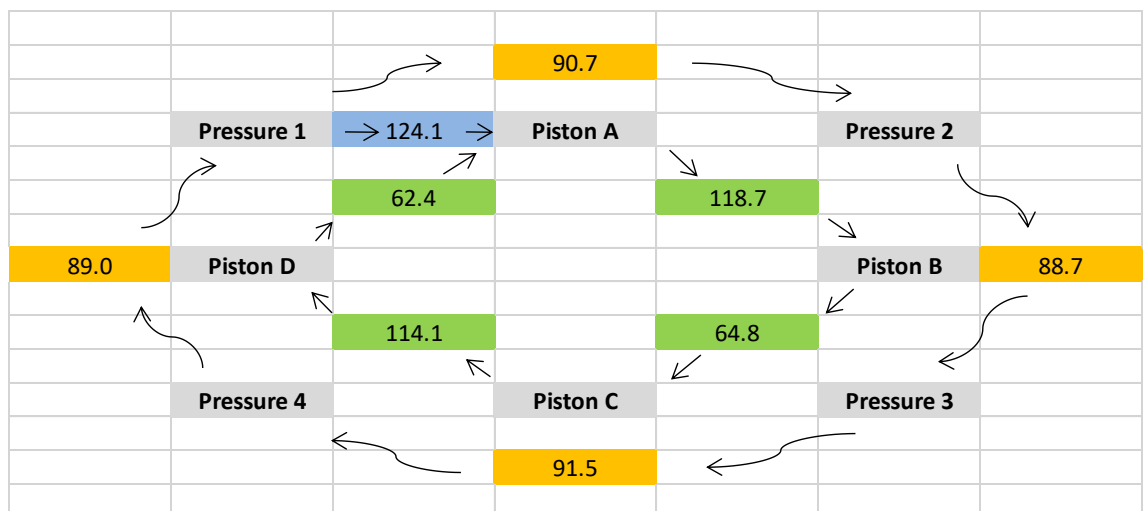 90.7
Pressure 1 124.1 Piston A Pressure 2
62.4 118.7
89.0 Piston D Piston B 88.7
114.1 64.8
Pressure 4 Piston C Pressure 3
91.5